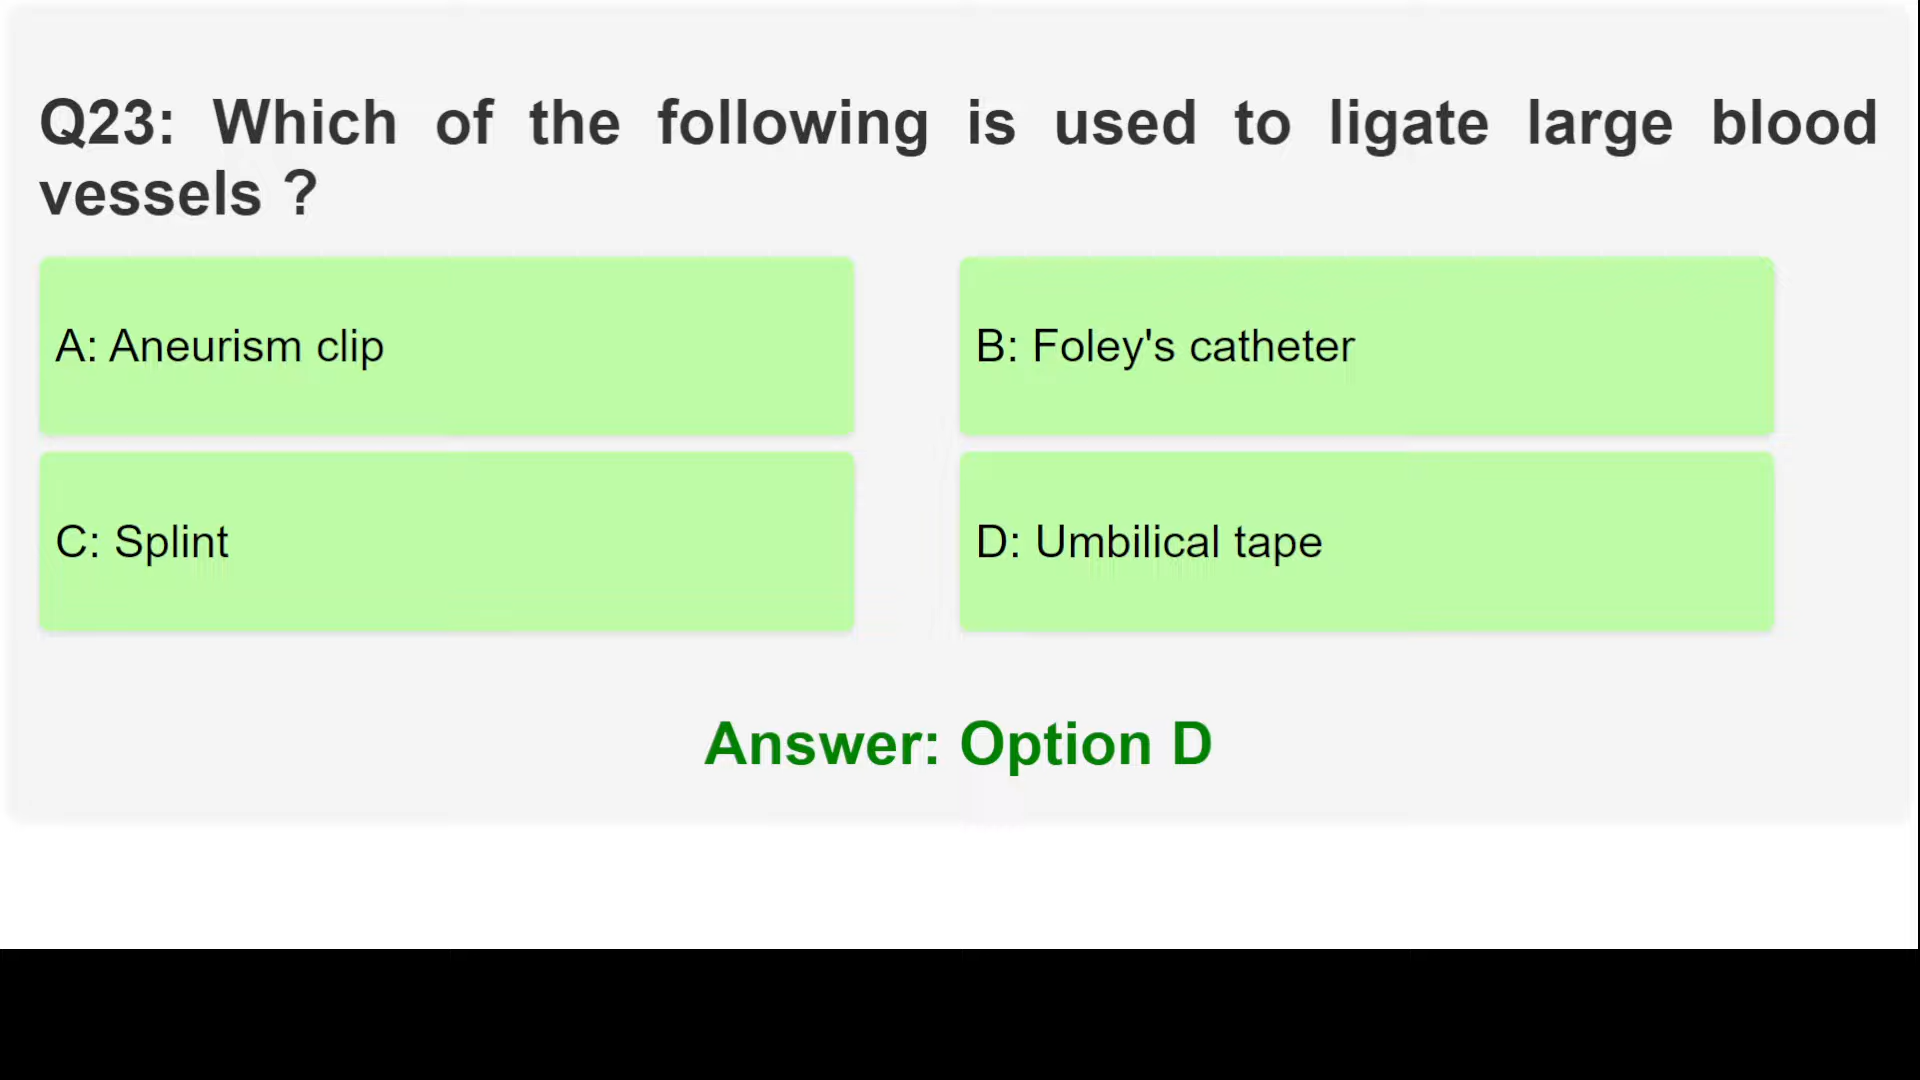 Q23: Which of the following is used to ligate large blood
vessels ?
A: Aneurism clip
B: Foley's catheter
C: Splint
D: Umbilical tape
Answer: Option D